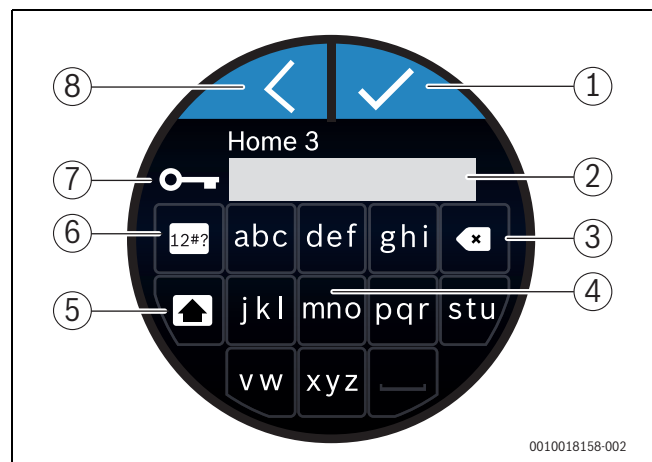 8 1
Home 3
7 2
6 12#? abc def ghi 3
5 jkl mno pqr stu 4
vw xyz
0010018158-002